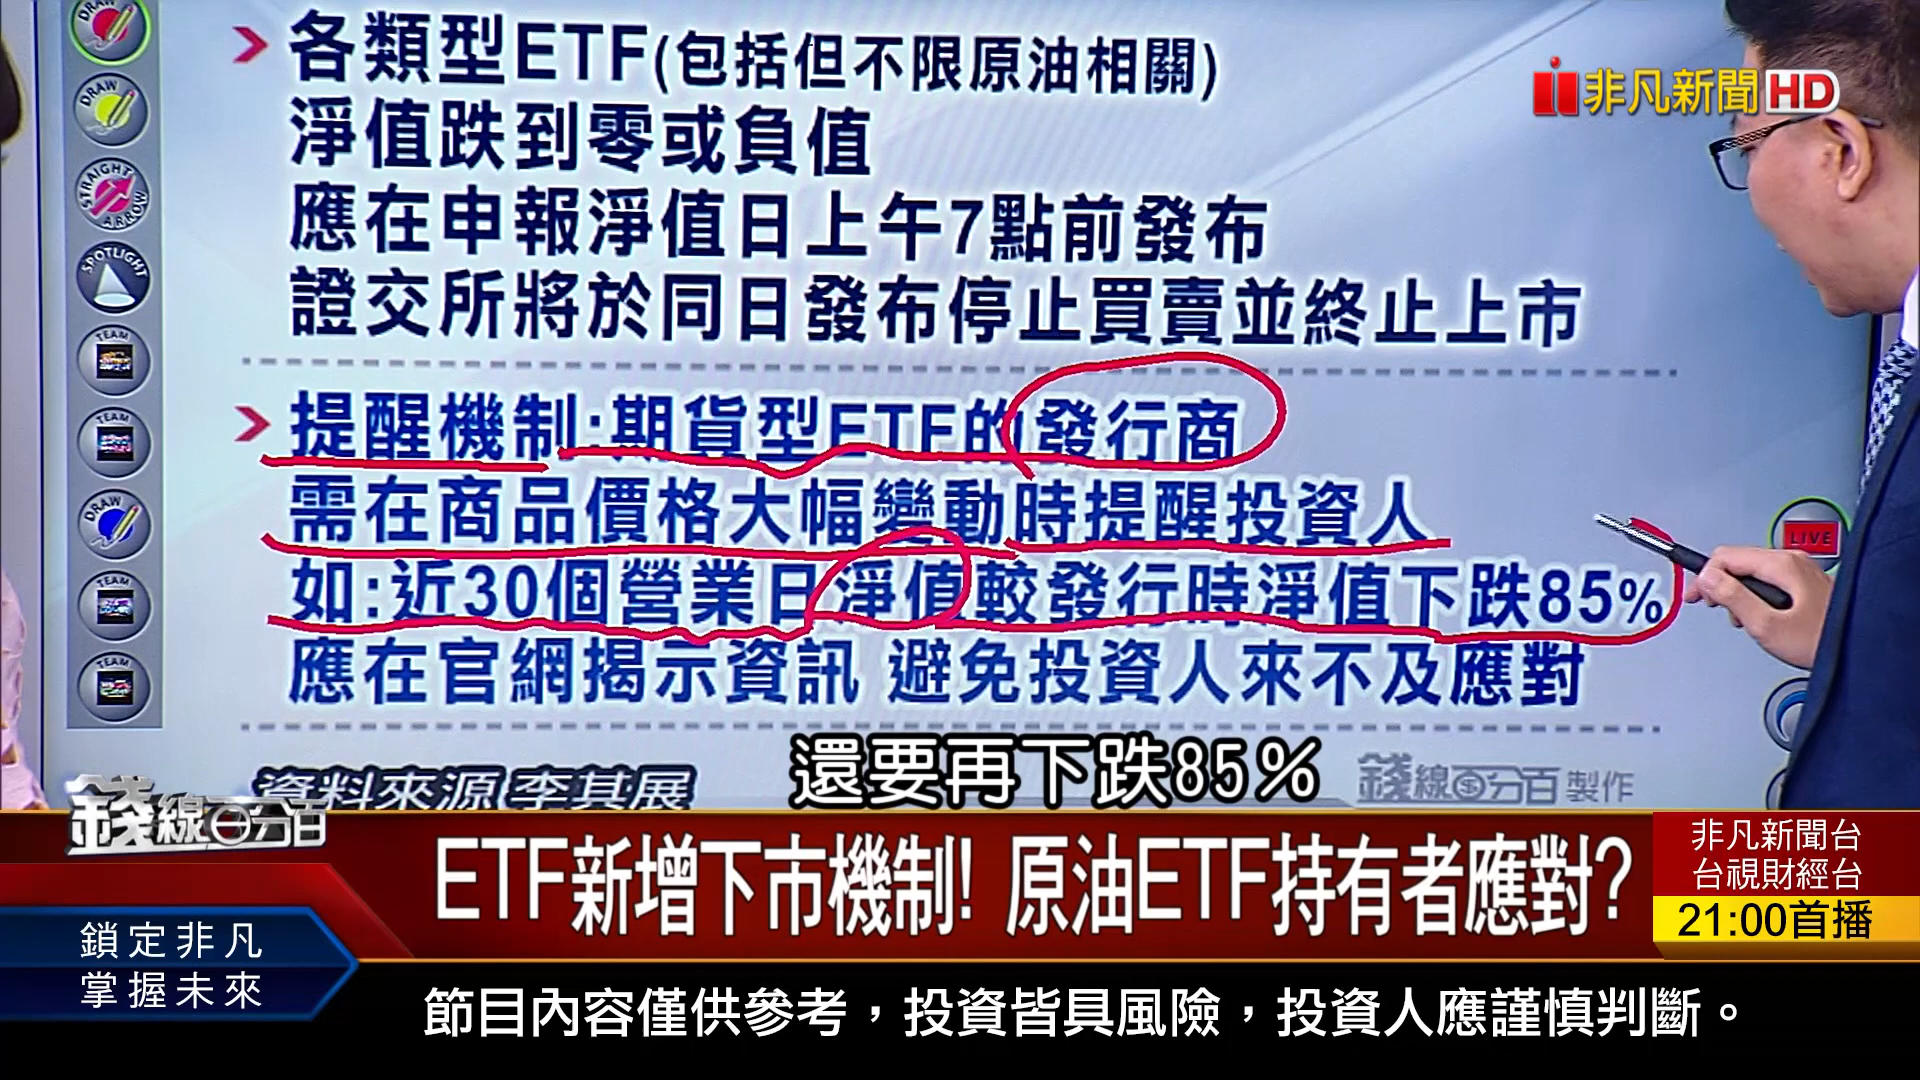 DRAW
各類型ETF(包括但不限原油相關)
淨值跌到零或負值
應在申報淨值日上午7點前發布
證交所將於同日發布停止買賣並終止上市
提醒機制:期貨型ETF的發行商
需在商品價格大幅變動時提醒投資人
如:近30個營業日淨值較發行時淨值下跌85%
應在官網揭示資訊 避免投資人來不及應對
DRAW
STRAIGHT ARROW
SPOTLIGHT
TEAM
TEAM
DRAW
TEAM
TEAM
非凡新聞HD
LIVE
資料來源 李其展
還要再下跌85%
錢線百分百 製作
錢線百分百
ETF新增下市機制! 原油ETF持有者應對?
非凡新聞台
台視財經台
21:00首播
鎖定非凡
掌握未來
節目內容僅供參考，投資皆具風險，投資人應謹慎判斷。